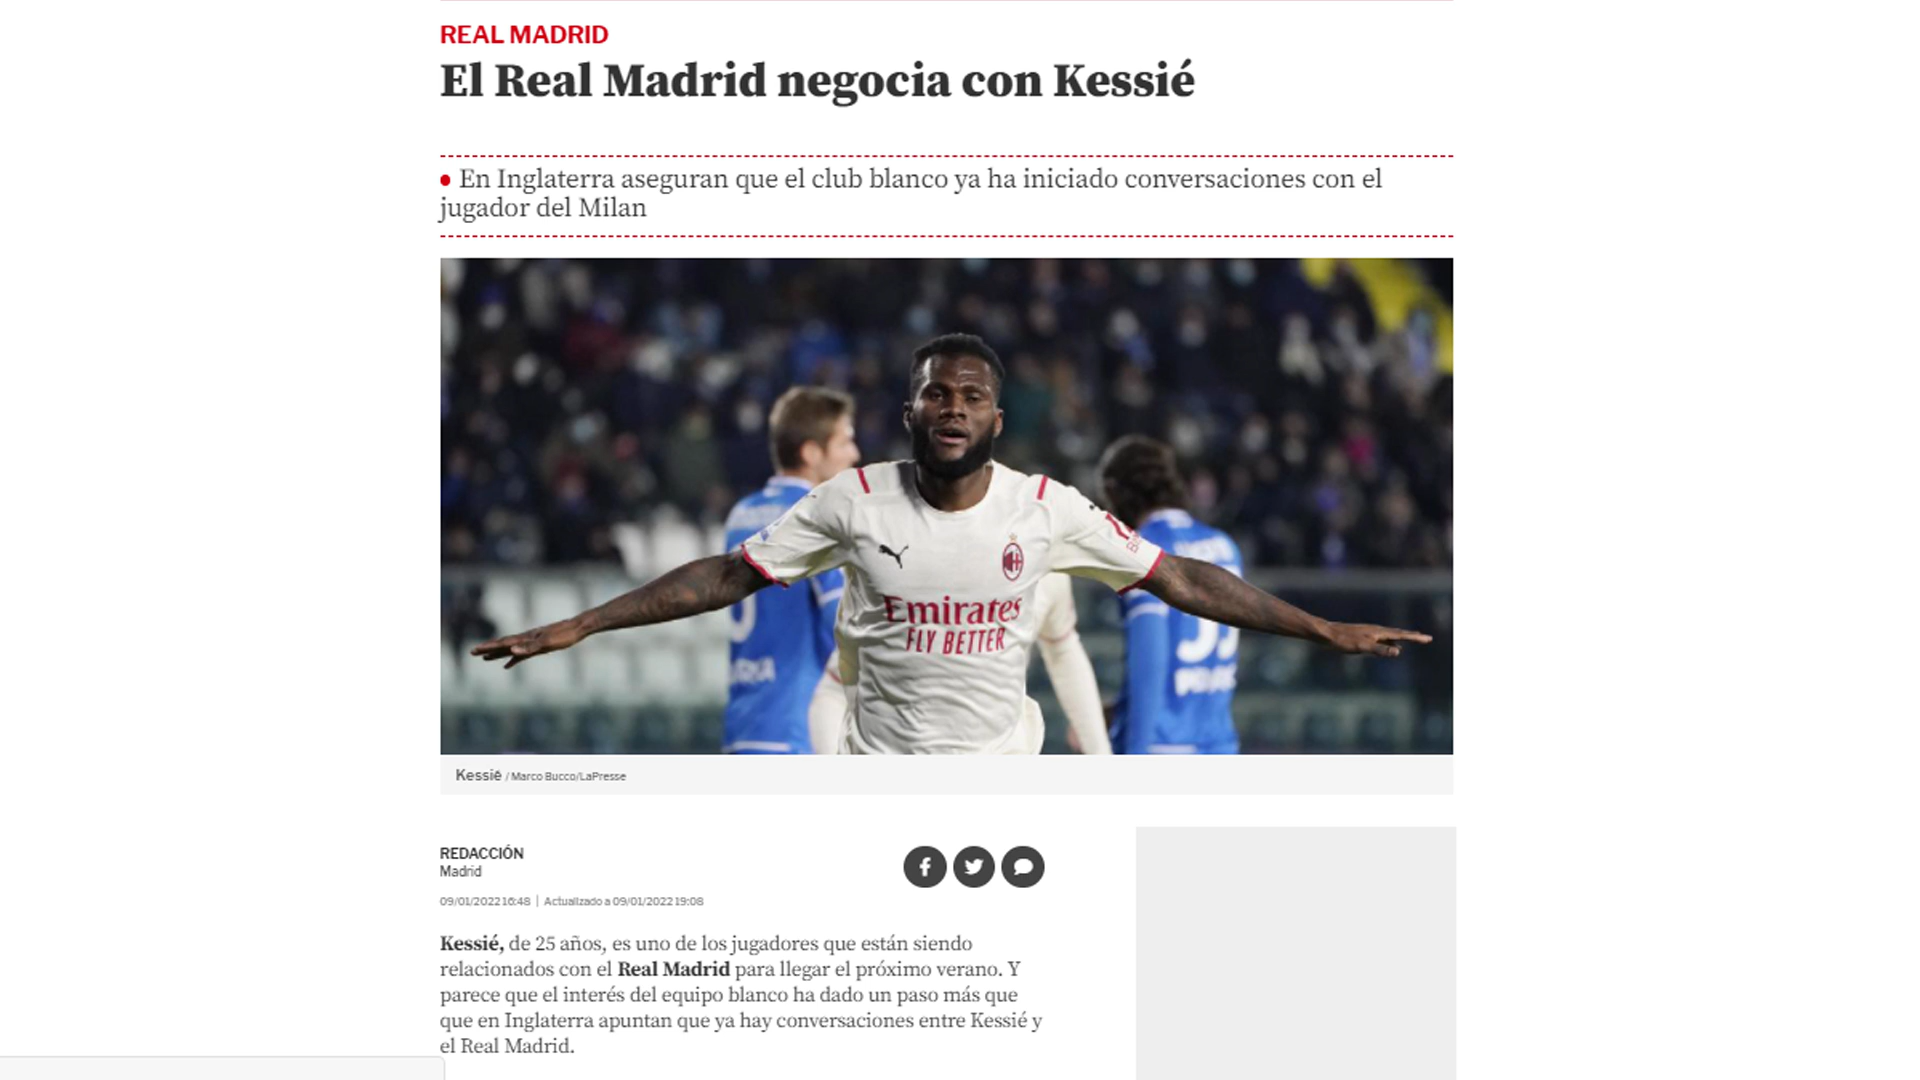 REAL MADRID
El Real Madrid negocia con Kessié
En Inglaterra aseguran que el club blanco ya ha iniciado conversaciones con el
jugador del Milan
Emirates
FLY BETTER
Kessié / Marco Bucco/LaPresse
REDACCIÓN
Madrid
09/01/2022 16:48 | Actualizado a 09/01/2022 19:08
Kessié, de 25 años, es uno de los jugadores que están siendo
relacionados con el Real Madrid para llegar el próximo verano. Y
parece que el interés del equipo blanco ha dado un paso más que
que en Inglaterra apuntan que ya hay conversaciones entre Kessié y
el Real Madrid.